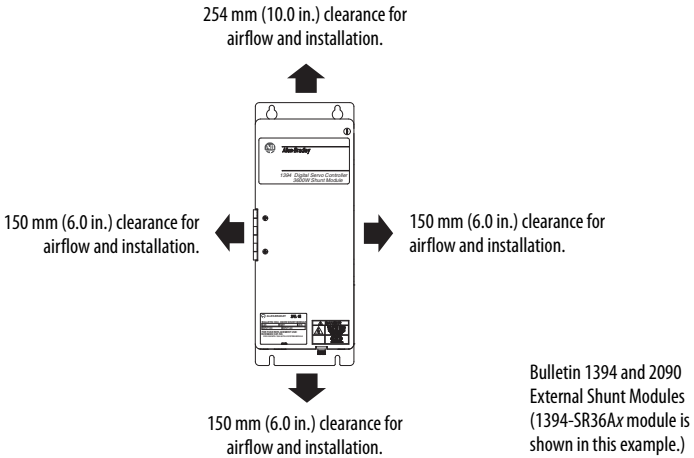 254 mm (10.0 in.) clearance for
airflow and installation.
Allen-Bradley
1394 Digital Servo Controller
3600W Shunt Module
150 mm (6.0 in.) clearance for
airflow and installation.
150 mm (6.0 in.) clearance for
airflow and installation.
150 mm (6.0 in.) clearance for
airflow and installation.
Bulletin 1394 and 2090
External Shunt Modules
(1394-SR36Ax module is
shown in this example.)